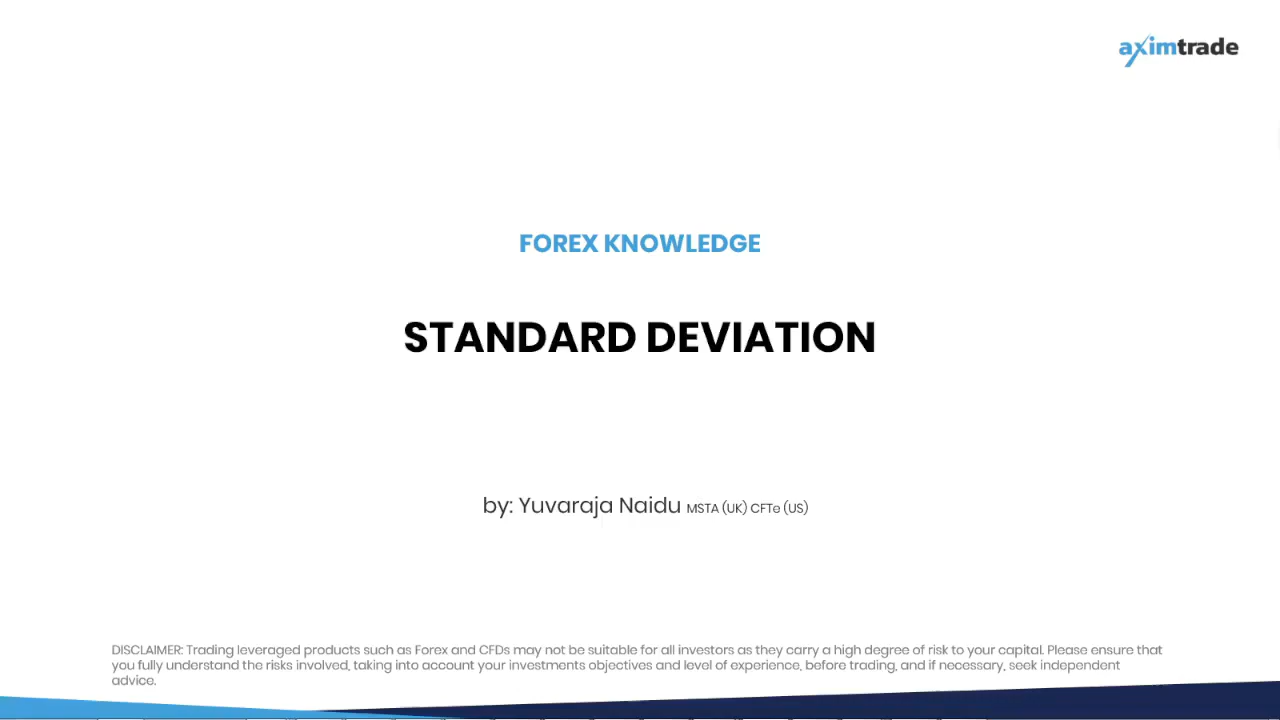 aximtrade
FOREX KNOWLEDGE
STANDARD DEVIATION
by: Yuvaraja Naidu MSTA (UK) CFTe (US)
DISCLAIMER: Trading leveraged products such as Forex and CFDs may not be suitable for all investors as they carry a high degree of risk to your capital. Please ensure that
you fully understand the risks involved, taking into account your investments objectives and level of experience, before trading, and if necessary, seek independent
advice.